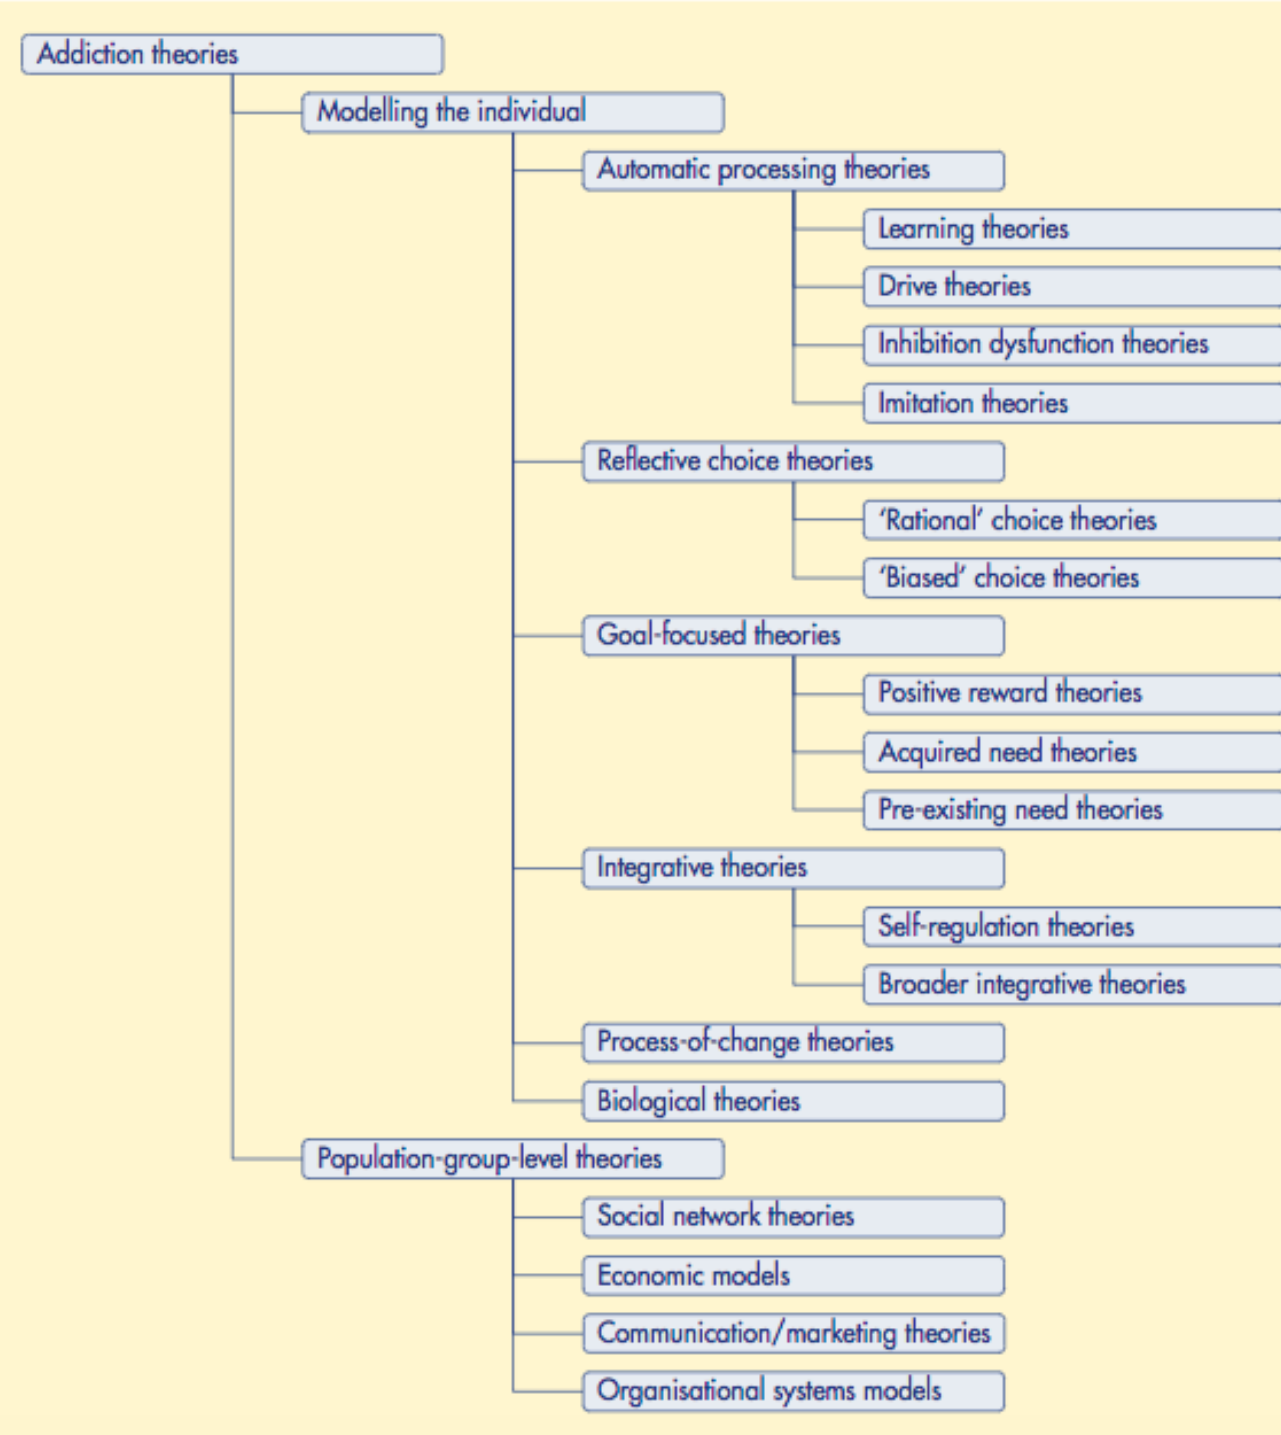 Addiction theories
Modelling the individual
Automatic processing theories
Learning theories
Drive theories
Inhibition dysfunction theories
Imitation theories
Reflective choice theories
‘Rational’ choice theories
‘Biased’ choice theories
Goal-focused theories
Positive reward theories
Acquired need theories
Pre-existing need theories
Integrative theories
Self-regulation theories
Broader integrative theories
Process-of-change theories
Biological theories
Population-group-level theories
Social network theories
Economic models
Communication/marketing theories
Organisational systems models